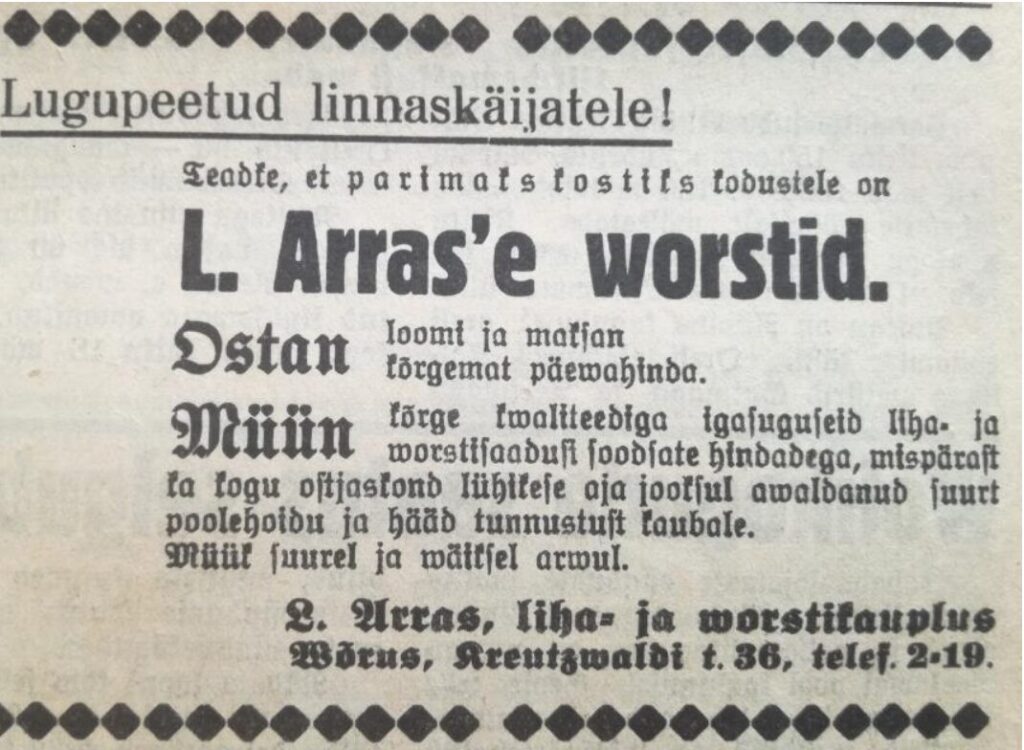 Lugupeetud linnaskäijatele!
Teadke, et parimaks kostiks kodustele on
L. Arras'e worstid.
Ostan loomi ja maksan
kõrgemat päewahinda.
Müün kõrge kwaliteediga igasuguseid liha- ja
worstisaadusi soodsate hindadega, mispärast
ka kogu ostjaskond lühikese aja jooksul awaldanud suurt
poolehoidu ja hääd tunnustust kaubale.
Müük suurel ja wäiksel arwul.
L. Arras, liha- ja worstikauplus
Wõrus, Kreutzwaldi t. 36, telef. 2-19.